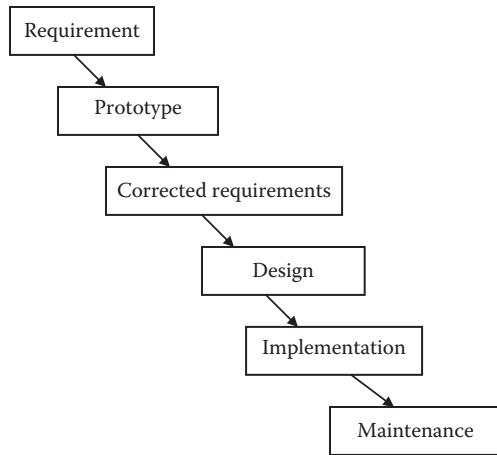 Requirement
Prototype
Corrected requirements
Design
Implementation
Maintenance